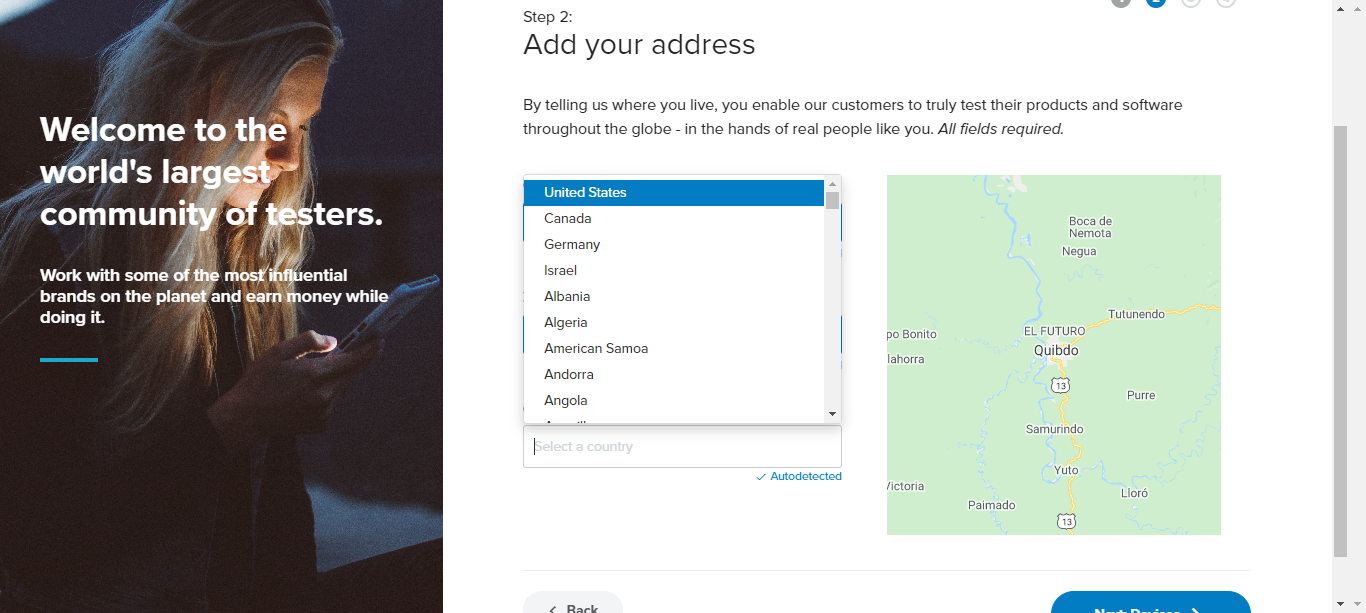 Welcome to the
world's largest
community of testers.
Work with some of the most influential
brands on the planet and earn money while
doing it.
Step 2:
Add your address
By telling us where you live, you enable our customers to truly test their products and software
throughout the globe - in the hands of real people like you. All fields required.
United States
Canada
Germany
Israel
Albania
Algeria
American Samoa
Andorra
Angola
Select a country
Autodetected
Boca de
Nemota
Negua
Tutunendo
EL FUTURO
po Bonito
Quibdo
lahorra
13
Purre
Samurindo
Yuto
Victoria
Lloró
Paimado
13
Back
Next: Devices